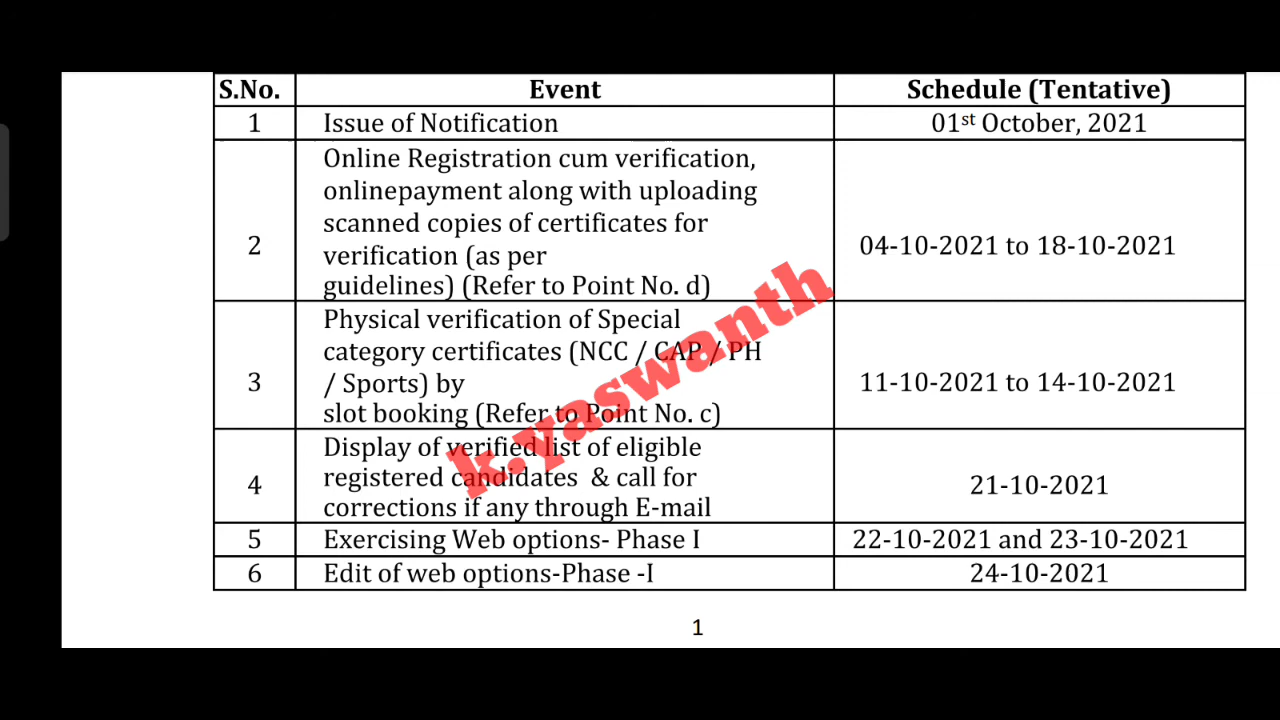 S.No. Event Schedule (Tentative)
1 Issue of Notification 01st October, 2021
Online Registration cum verification,
onlinepayment along with uploading
scanned copies of certificates for
2 verification (as per 04-10-2021 to 18-10-2021
guidelines) (Refer to Point No. d)
Physical verification of Special
category certificates (NCC / CAP / PH
3 / Sports) by 11-10-2021 to 14-10-2021
slot booking (Refer to Point No. c)
Display of verified list of eligible
4 registered candidates & call for 21-10-2021
corrections if any through E-mail
5 Exercising Web options- Phase I 22-10-2021 and 23-10-2021
6 Edit of web options-Phase -I 24-10-2021
k.yaswanth
1